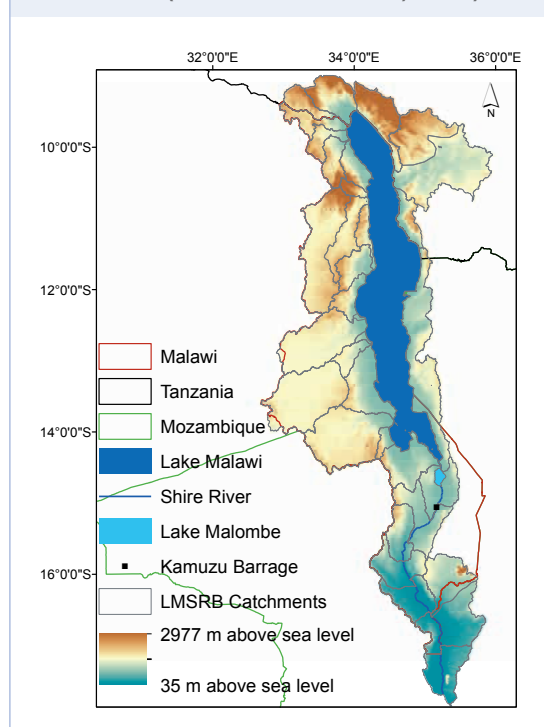 32°0'0"E
34°0'0"E
36°0'0"E
N
10°0'0"S
12°0'0"S
14°0'0"S
16°0'0"S
Malawi
Tanzania
Mozambique
Lake Malawi
Shire River
Lake Malombe
Kamuzu Barrage
LMSRB Catchments
2977 m above sea level
35 m above sea level